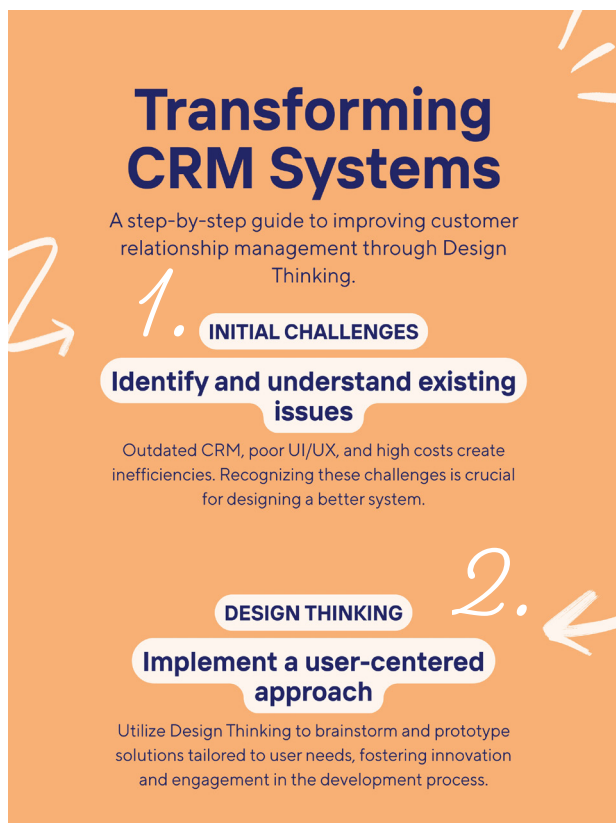 Transforming
CRM Systems
A step-by-step guide to improving customer
relationship management through Design
Thinking.
1.
INITIAL CHALLENGES
Identify and understand existing
issues
Outdated CRM, poor UI/UX, and high costs create
inefficiencies. Recognizing these challenges is crucial
for designing a better system.
2.
DESIGN THINKING
Implement a user-centered
approach
Utilize Design Thinking to brainstorm and prototype
solutions tailored to user needs, fostering innovation
and engagement in the development process.